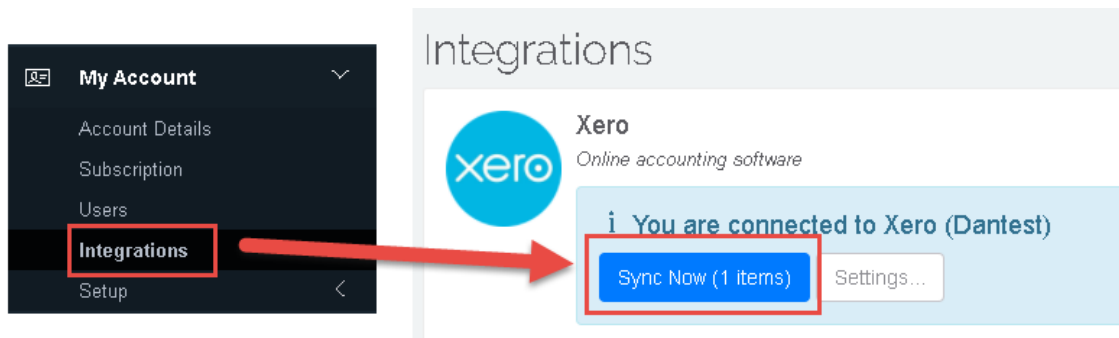 My Account
Account Details
Subscription
Users
Integrations
Setup
Integrations
xero
Xero
Online accounting software
i You are connected to Xero (Dantest)
Sync Now (1 items) Settings...